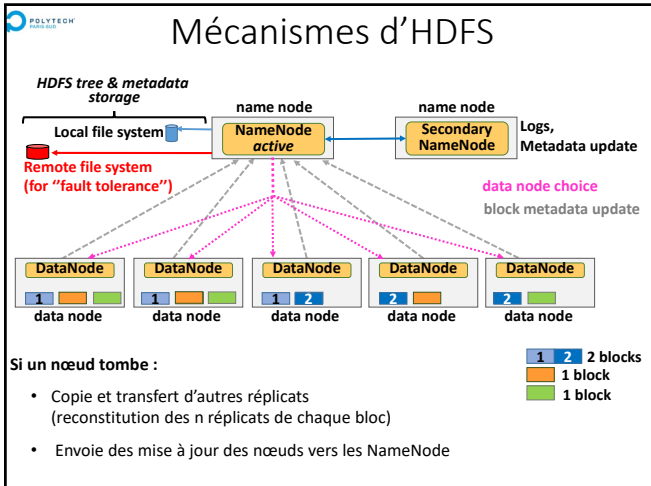 POLYTECH'
PARIS-SUD
Mécanismes d'HDFS
HDFS tree & metadata
storage
name node
name node
Local file system
NameNode
active
Secondary
NameNode
Logs,
Metadata update
Remote file system
(for ‘‘fault tolerance’’)
data node choice
block metadata update
DataNode
DataNode
DataNode
DataNode
DataNode
1
1
1 2
2
2
data node
data node
data node
data node
data node
Si un nœud tombe :
1 2 2 blocks
1 block
1 block
• Copie et transfert d'autres réplicats
(reconstitution des n réplicats de chaque bloc)
• Envoie des mise à jour des nœuds vers les NameNode